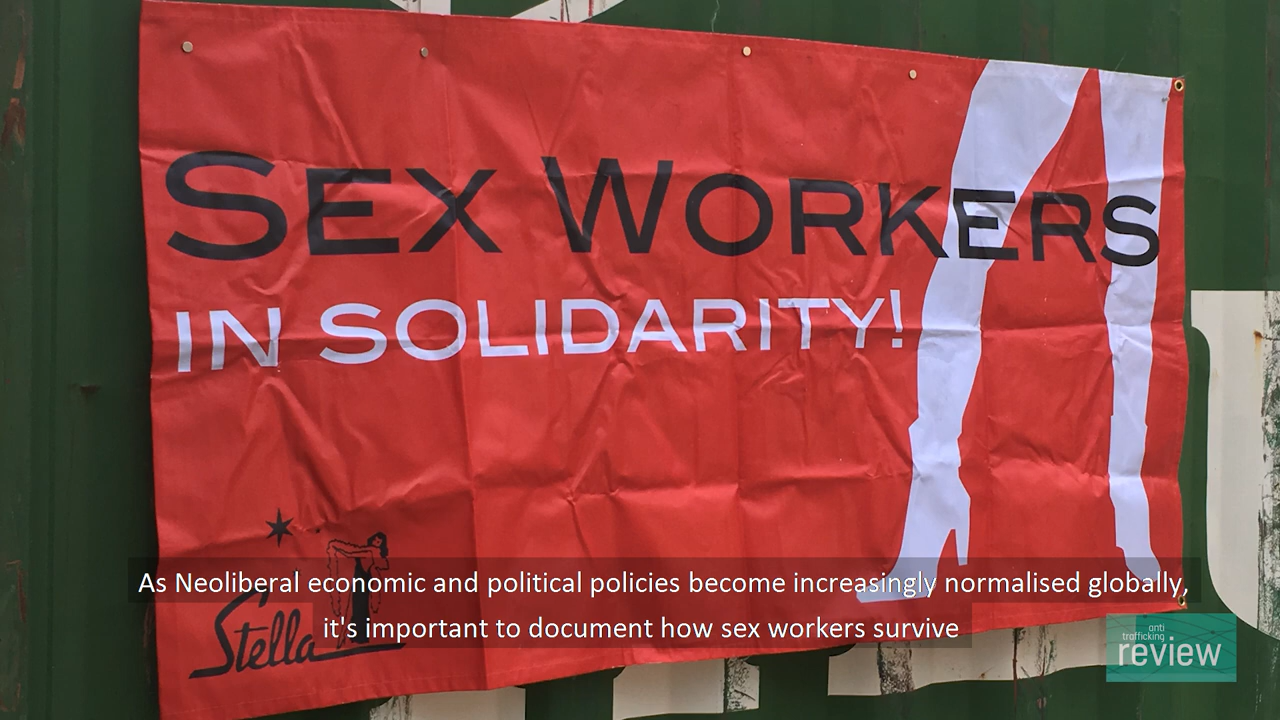 SEX WORKERS
IN SOLIDARITY!
Stella
As Neoliberal economic and political policies become increasingly normalised globally,
it's important to document how sex workers survive
anti
trafficking
review